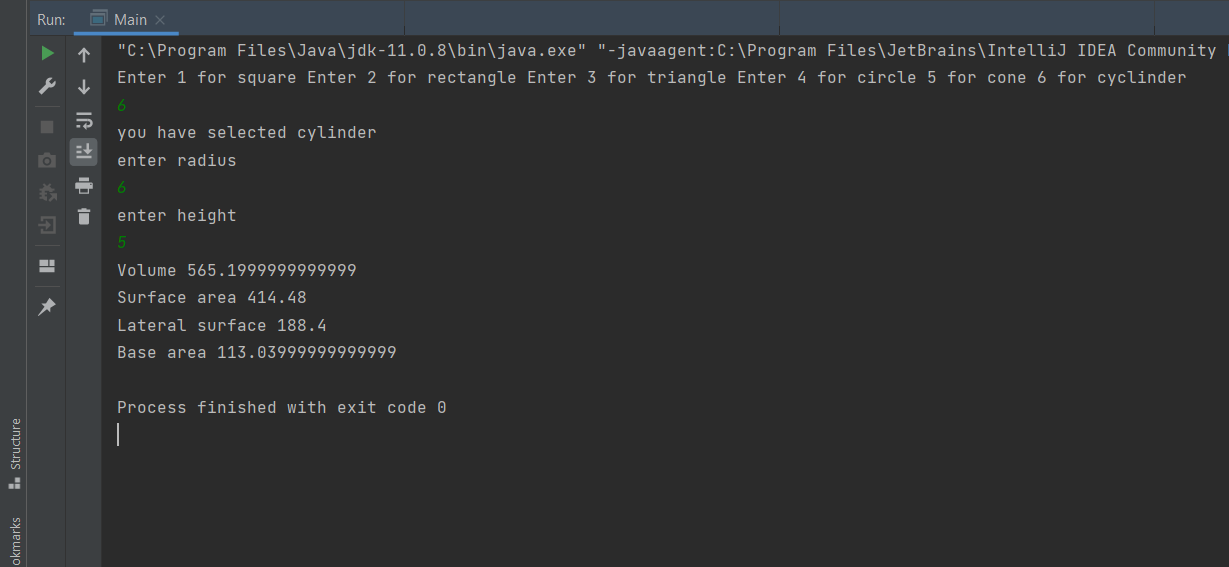 Run: Main
"C:\Program Files\Java\jdk-11.0.8\bin\java.exe" "-javaagent:C:\Program Files\JetBrains\IntelliJ IDEA Community
Enter 1 for square Enter 2 for rectangle Enter 3 for triangle Enter 4 for circle 5 for cone 6 for cyclinder
6
you have selected cylinder
enter radius
6
enter height
5
Volume 565.1999999999999
Surface area 414.48
Lateral surface 188.4
Base area 113.03999999999999
Process finished with exit code 0
Structure
okmarks